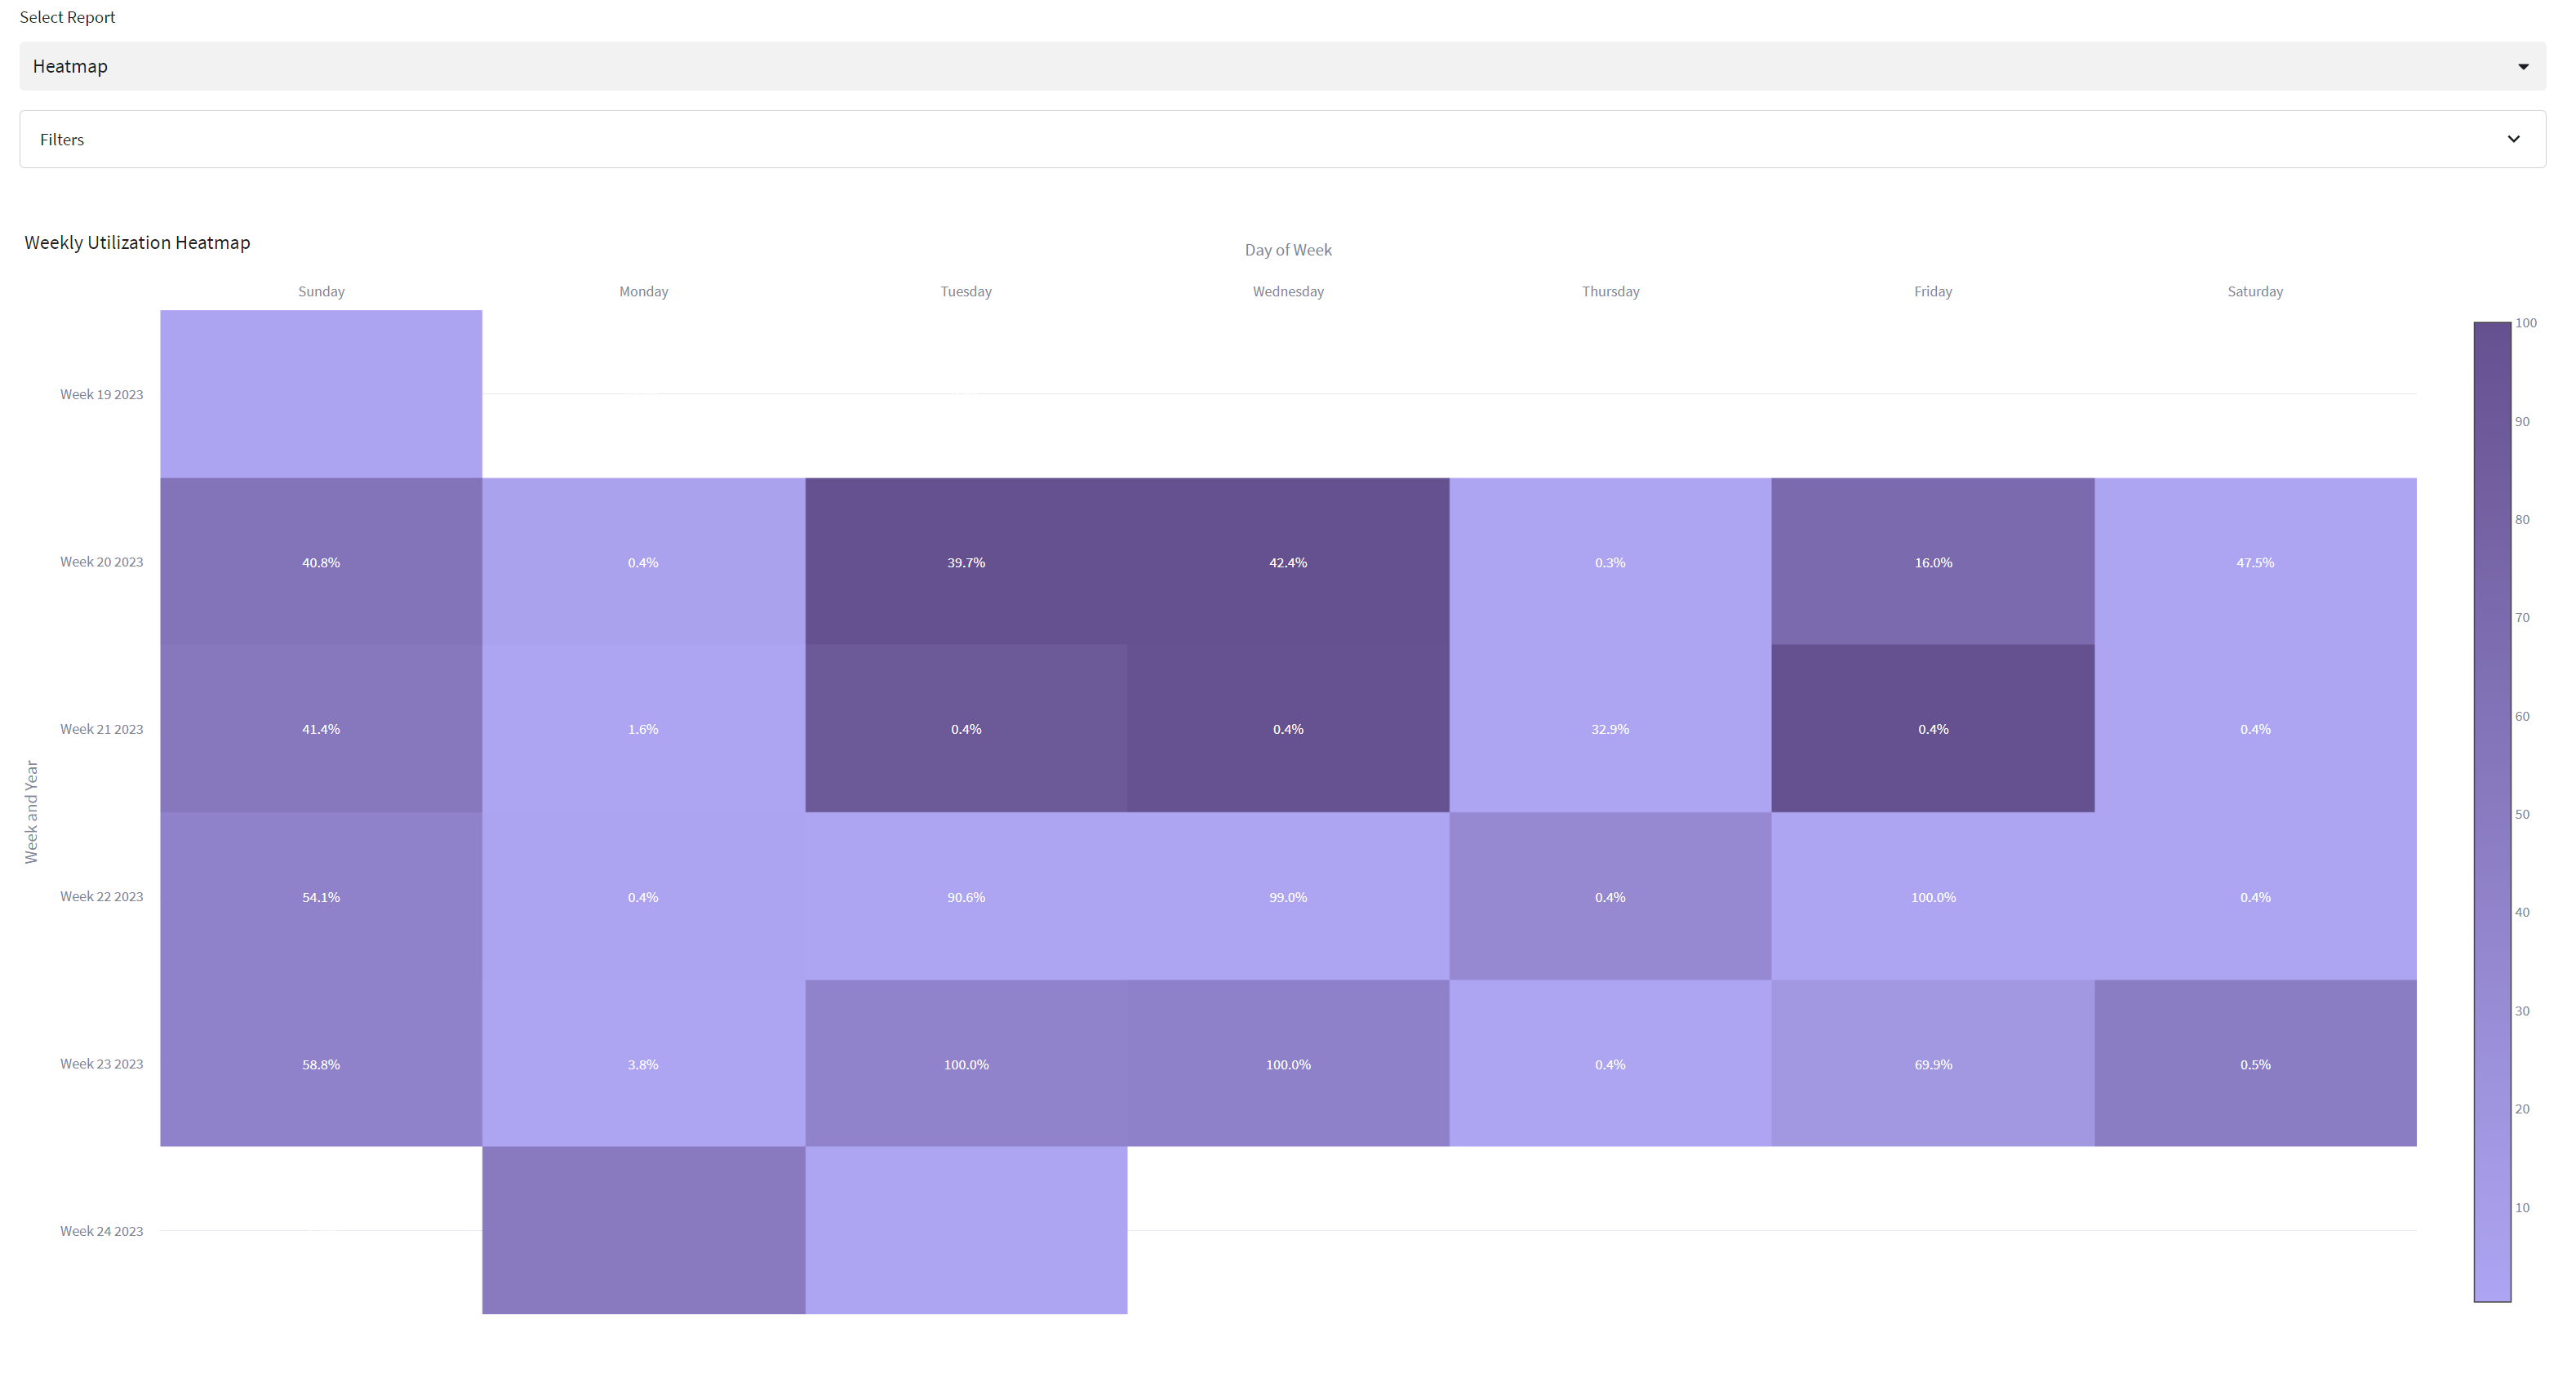 Select Report
Heatmap
Filters
Weekly Utilization Heatmap
Day of Week
Sunday Monday Tuesday Wednesday Thursday Friday Saturday
100
Week 19 2023
90
80
Week 20 2023 40.8% 0.4% 39.7% 42.4% 0.3% 16.0% 47.5%
70
60
Week 21 2023 41.4% 1.6% 0.4% 0.4% 32.9% 0.4% 0.4%
Week and Year
50
Week 22 2023 54.1% 0.4% 90.6% 99.0% 0.4% 100.0% 0.4%
40
30
Week 23 2023 58.8% 3.8% 100.0% 100.0% 0.4% 69.9% 0.5%
20
10
Week 24 2023